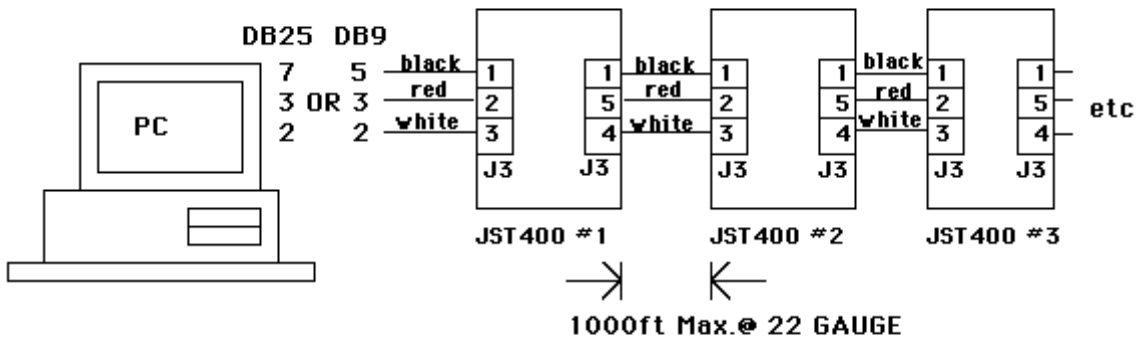 DB25 DB9
7 5 black 1 1 black 1 1 black 1 1
3 OR 3 red 2 5 red 2 5 red 2 5 etc
2 2 white 3 4 white 3 4 white 3 4
PC
J3 J3 J3 J3 J3 J3
JST400 #1 JST400 #2 JST400 #3
1000ft Max.@ 22 GAUGE